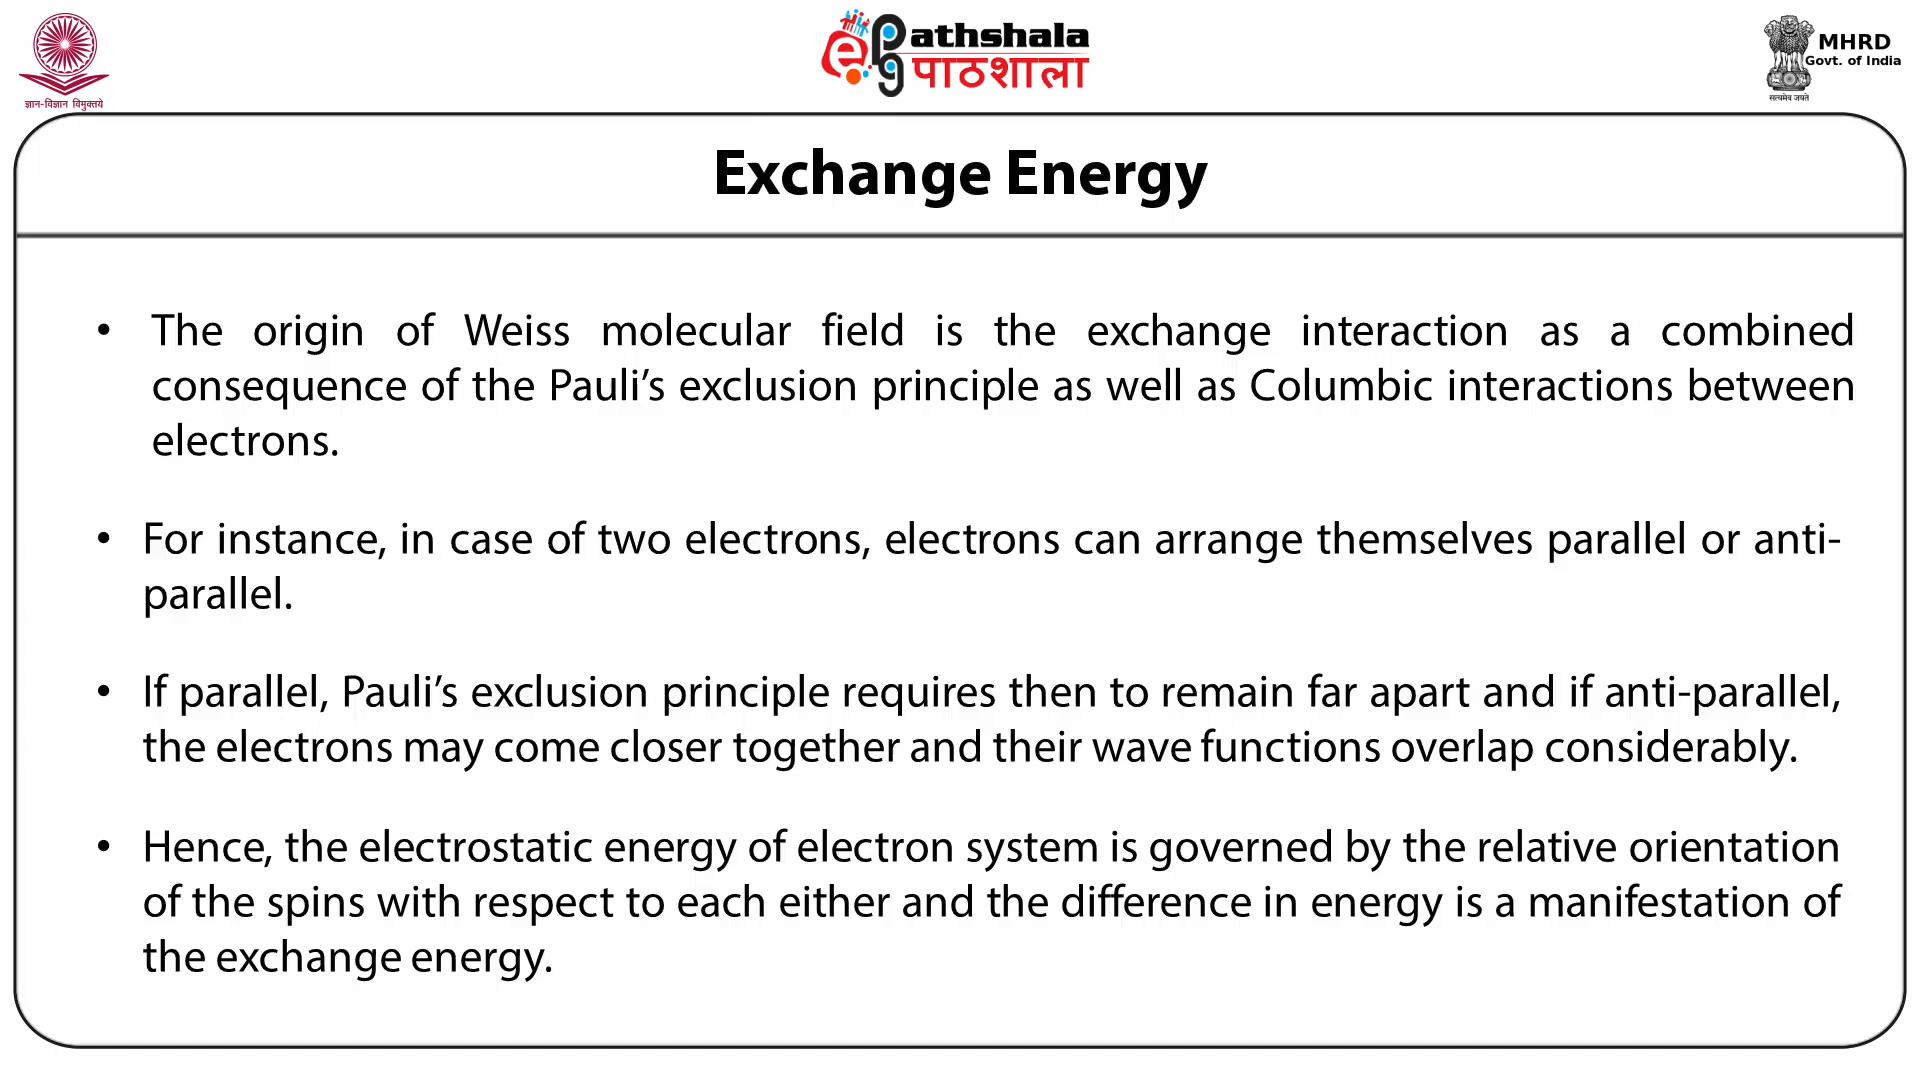 ज्ञान-विज्ञान विमुक्तये
ePathshala
पाठशाला
MHRD
Govt. of India
सत्यमेव जयते
Exchange Energy
• The origin of Weiss molecular field is the exchange interaction as a combined
consequence of the Pauli’s exclusion principle as well as Columbic interactions between
electrons.
• For instance, in case of two electrons, electrons can arrange themselves parallel or anti-
parallel.
• If parallel, Pauli’s exclusion principle requires then to remain far apart and if anti-parallel,
the electrons may come closer together and their wave functions overlap considerably.
• Hence, the electrostatic energy of electron system is governed by the relative orientation
of the spins with respect to each either and the difference in energy is a manifestation of
the exchange energy.